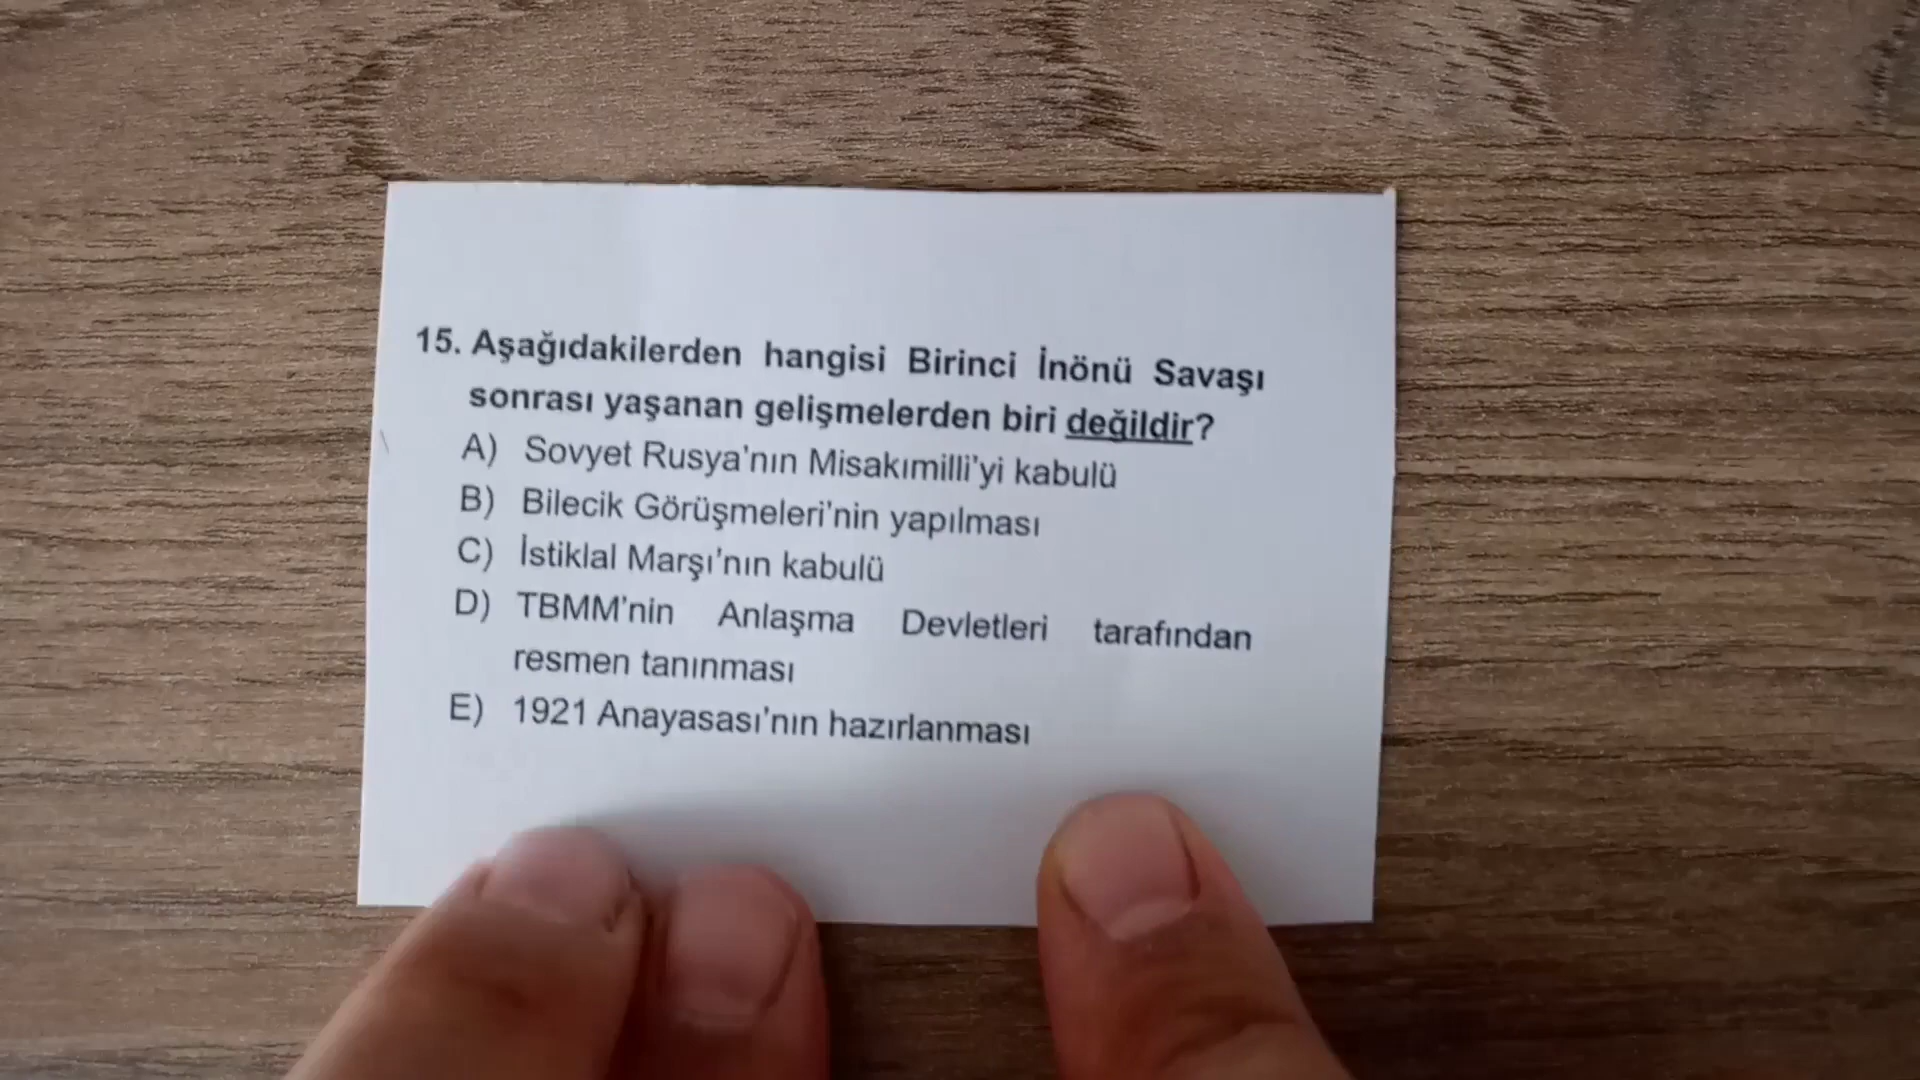 15. Aşağıdakilerden hangisi Birinci İnönü Savaşı
sonrası yaşanan gelişmelerden biri değildir?
A) Sovyet Rusya'nın Misakımilli'yi kabulü
B) Bilecik Görüşmeleri'nin yapılması
C) İstiklal Marşı'nın kabulü
D) TBMM'nin Anlaşma Devletleri tarafından
resmen tanınması
E) 1921 Anayasası'nın hazırlanması